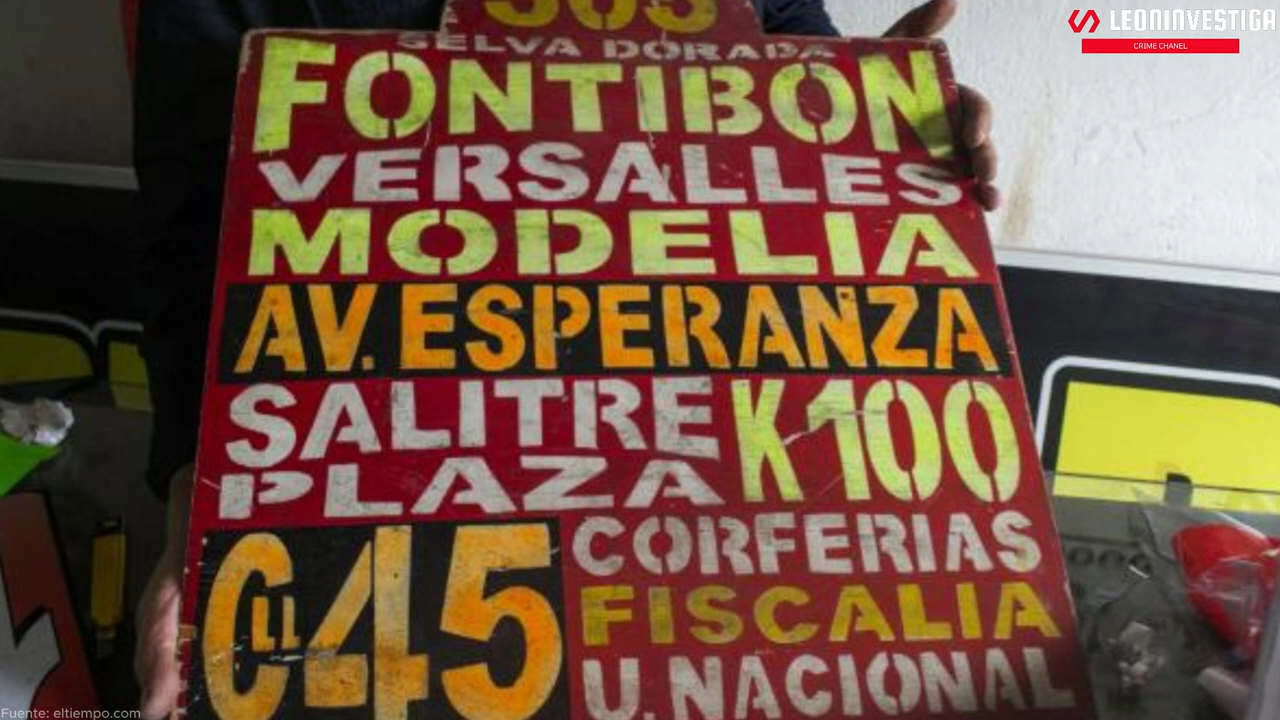 LEONINVESTIGA
CRIME CHANEL
SELVA DORADA
FONTIBON
VERSALLES
MODELIA
AV. ESPERANZA
SALITRE
PLAZA
K100
CLL 45
CORFERIAS
FISCALIA
U. NACIONAL
Fuente: eltiempo.com